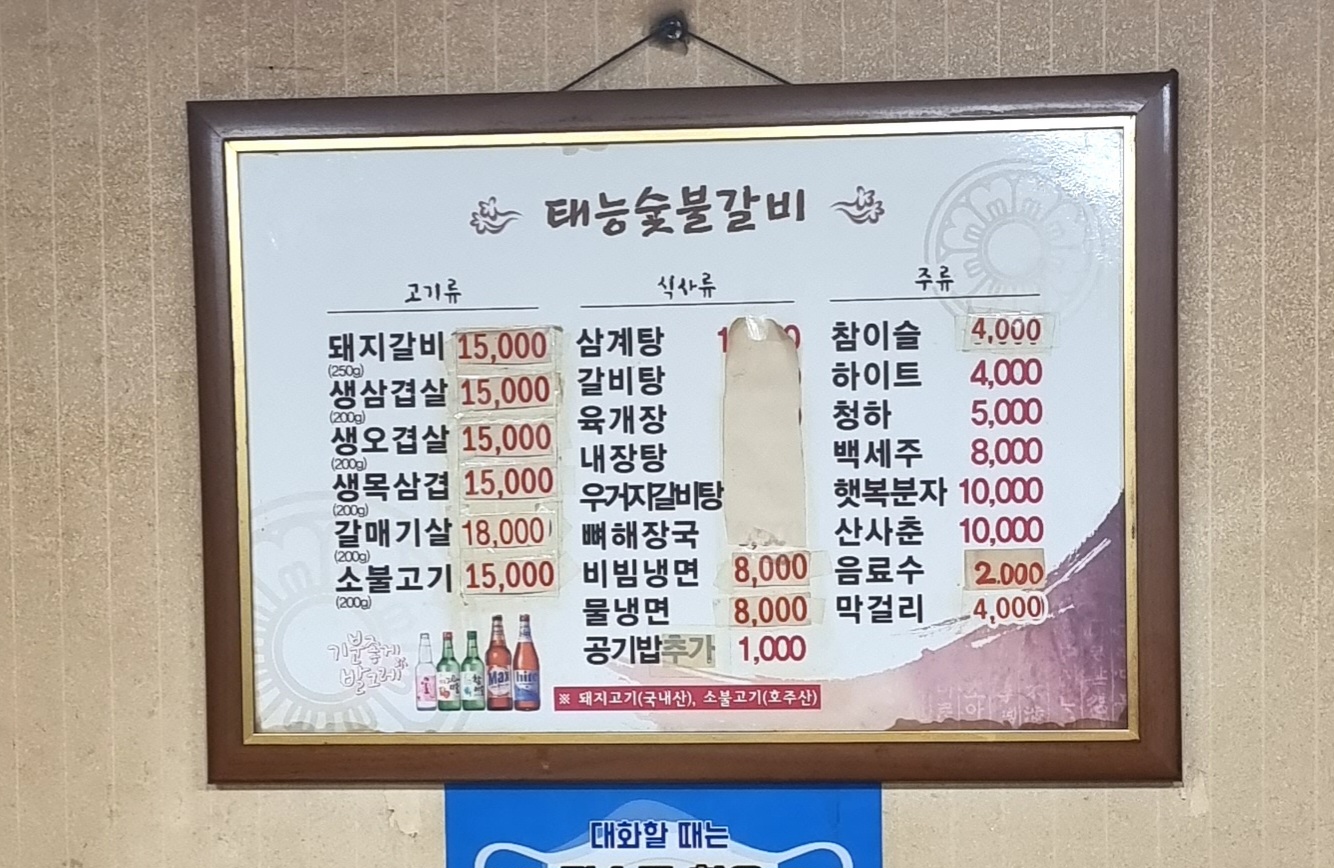 태능숯불갈비
고기류
돼지갈비 15,000
(250g)
생삼겹살 15,000
(200g)
생오겹살 15,000
(200g)
생목삼겹 15,000
(200g)
갈매기살 18,000
(200g)
소불고기 15,000
(200g)
기분좋게
발그레
식사류
삼계탕
갈비탕
육개장
내장탕
우거지갈비탕
뼈해장국
비빔냉면 8,000
물냉면 8,000
공기밥추가 1,000
※ 돼지고기(국내산), 소불고기(호주산)
주류
참이슬 4,000
하이트 4,000
청하 5,000
백세주 8,000
햇복분자 10,000
산사춘 10,000
음료수 2.000
막걸리 4,000
대화할 때는